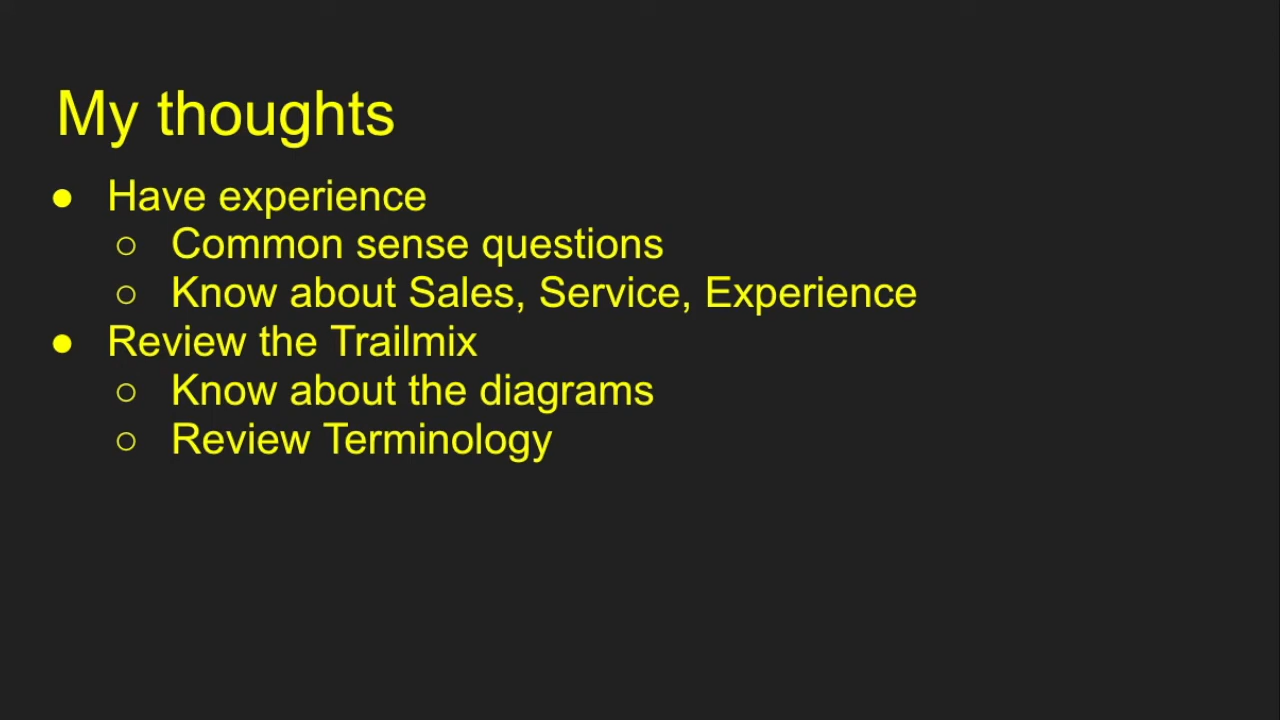 My thoughts
● Have experience
○ Common sense questions
○ Know about Sales, Service, Experience
● Review the Trailmix
○ Know about the diagrams
○ Review Terminology